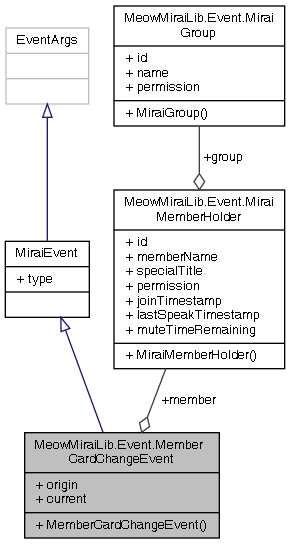 MeowMiraiLib.Event.Mirai
Group
+ id
+ name
+ permission
+ MiraiGroup()
EventArgs
+group
MeowMiraiLib.Event.Mirai
MemberHolder
+ id
+ memberName
+ specialTitle
+ permission
+ joinTimestamp
+ lastSpeakTimestamp
+ muteTimeRemaining
+ MiraiMemberHolder()
MiraiEvent
+ type
+member
MeowMiraiLib.Event.Member
CardChangeEvent
+ origin
+ current
+ MemberCardChangeEvent()